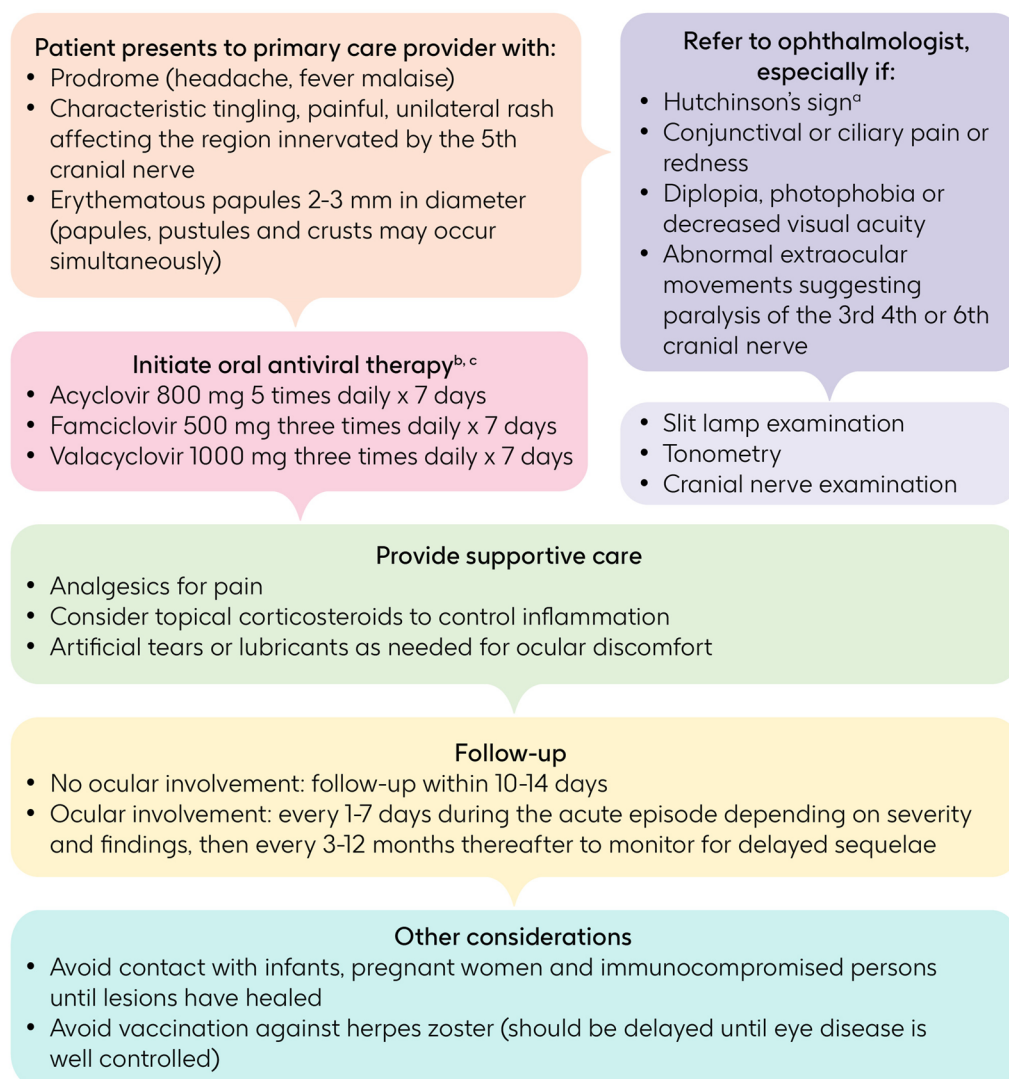 Patient presents to primary care provider with:
• Prodrome (headache, fever malaise)
• Characteristic tingling, painful, unilateral rash
affecting the region innervated by the 5th
cranial nerve
• Erythematous papules 2-3 mm in diameter
(papules, pustules and crusts may occur
simultaneously)
Refer to ophthalmologist,
especially if:
• Hutchinson’s signᵃ
• Conjunctival or ciliary pain or
redness
• Diplopia, photophobia or
decreased visual acuity
• Abnormal extraocular
movements suggesting
paralysis of the 3rd 4th or 6th
cranial nerve
Initiate oral antiviral therapyᵇ, ᶜ
• Acyclovir 800 mg 5 times daily x 7 days
• Famciclovir 500 mg three times daily x 7 days
• Valacyclovir 1000 mg three times daily x 7 days
• Slit lamp examination
• Tonometry
• Cranial nerve examination
Provide supportive care
• Analgesics for pain
• Consider topical corticosteroids to control inflammation
• Artificial tears or lubricants as needed for ocular discomfort
Follow-up
• No ocular involvement: follow-up within 10-14 days
• Ocular involvement: every 1-7 days during the acute episode depending on severity
and findings, then every 3-12 months thereafter to monitor for delayed sequelae
Other considerations
• Avoid contact with infants, pregnant women and immunocompromised persons
until lesions have healed
• Avoid vaccination against herpes zoster (should be delayed until eye disease is
well controlled)